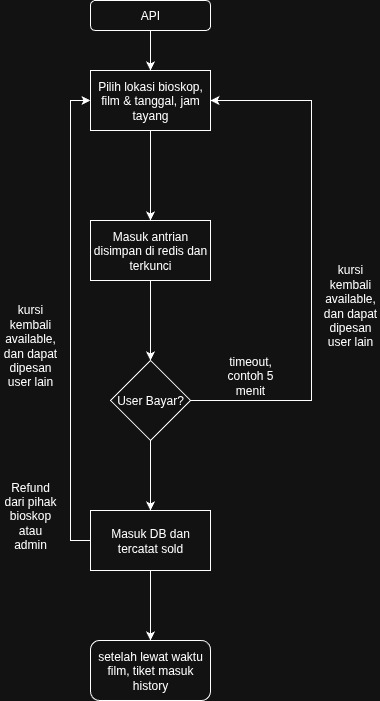 API
Pilih lokasi bioskop,
film & tanggal, jam
tayang
Masuk antrian
disimpan di redis dan
terkunci
kursi
kembali
available,
dan dapat
dipesan
user lain
kursi
kembali
available,
dan dapat
dipesan
user lain
timeout,
contoh 5
menit
User Bayar?
Refund
dari pihak
bioskop
atau
admin
Masuk DB dan
tercatat sold
setelah lewat waktu
film, tiket masuk
history